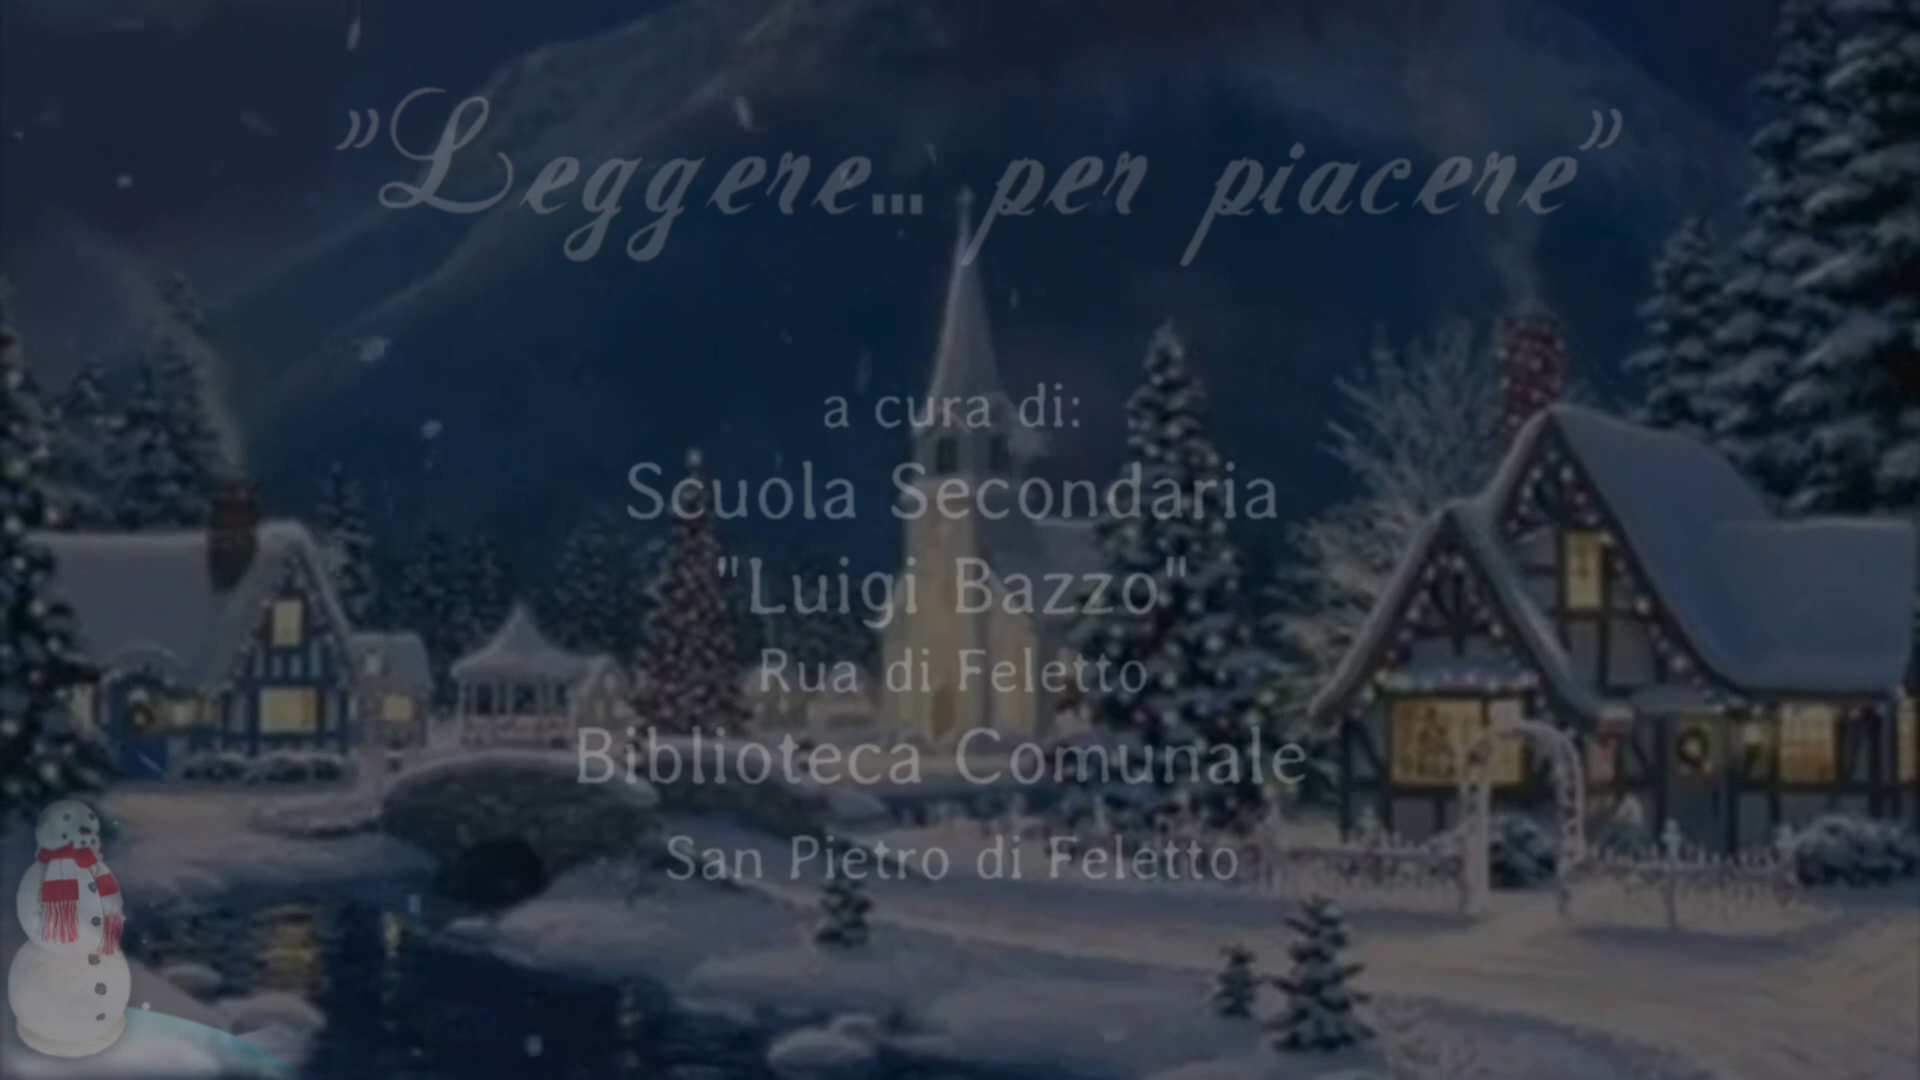 ”Leggere... per piacere”
a cura di:
Scuola Secondaria
"Luigi Bazzo"
Rua di Feletto
Biblioteca Comunale
San Pietro di Feletto